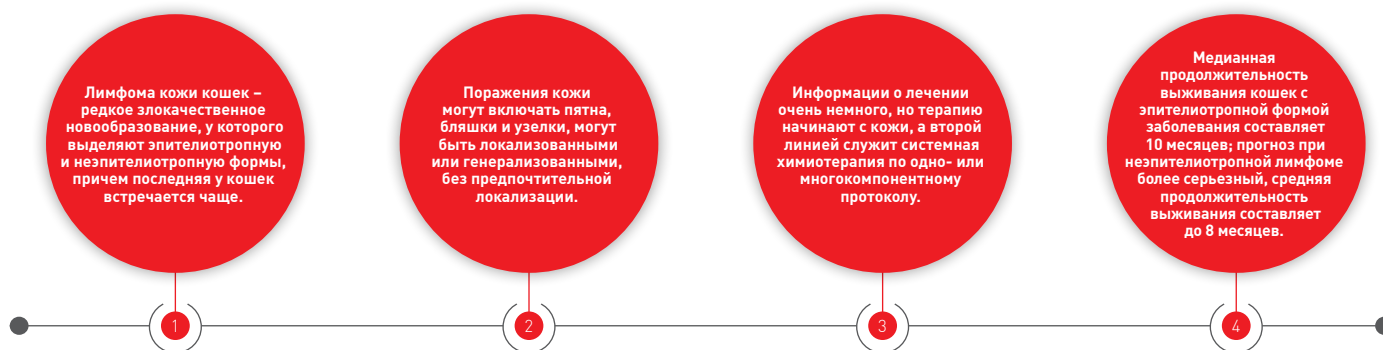 Лимфома кожи кошек –
редкое злокачественное
новообразование, у которого
выделяют эпителиотропную
и неэпителиотропную формы,
причем последняя у кошек
встречается чаще.
1
Поражения кожи
могут включать пятна,
бляшки и узелки, могут
быть локализованными
или генерализованными,
без предпочтительной
локализации.
2
Информации о лечении
очень немного, но терапию
начинают с кожи, а второй
линией служит системная
химиотерапия по одно- или
многокомпонентному
протоколу.
3
Медианная
продолжительность
выживания кошек с
эпителиотропной формой
заболевания составляет
10 месяцев; прогноз при
неэпителиотропной лимфоме
более серьезный, средняя
продолжительность
выживания составляет
до 8 месяцев.
4